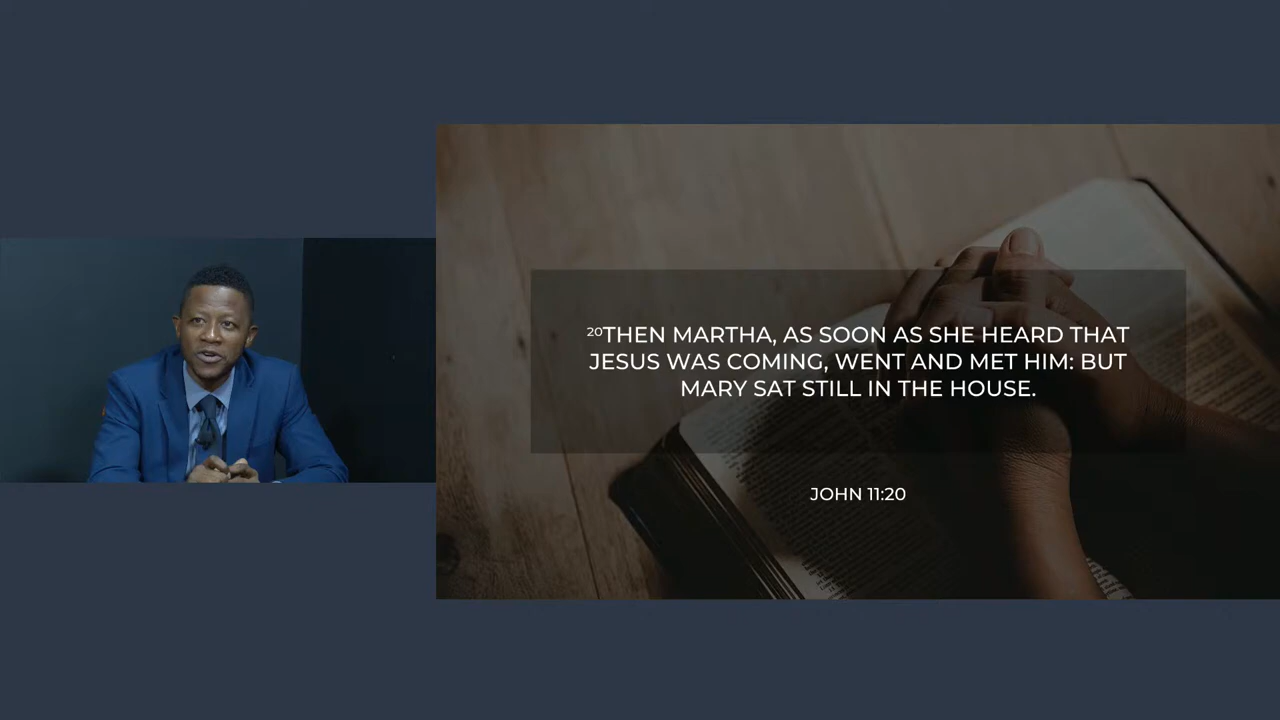 ²⁰THEN MARTHA, AS SOON AS SHE HEARD THAT
JESUS WAS COMING, WENT AND MET HIM: BUT
MARY SAT STILL IN THE HOUSE.
JOHN 11:20